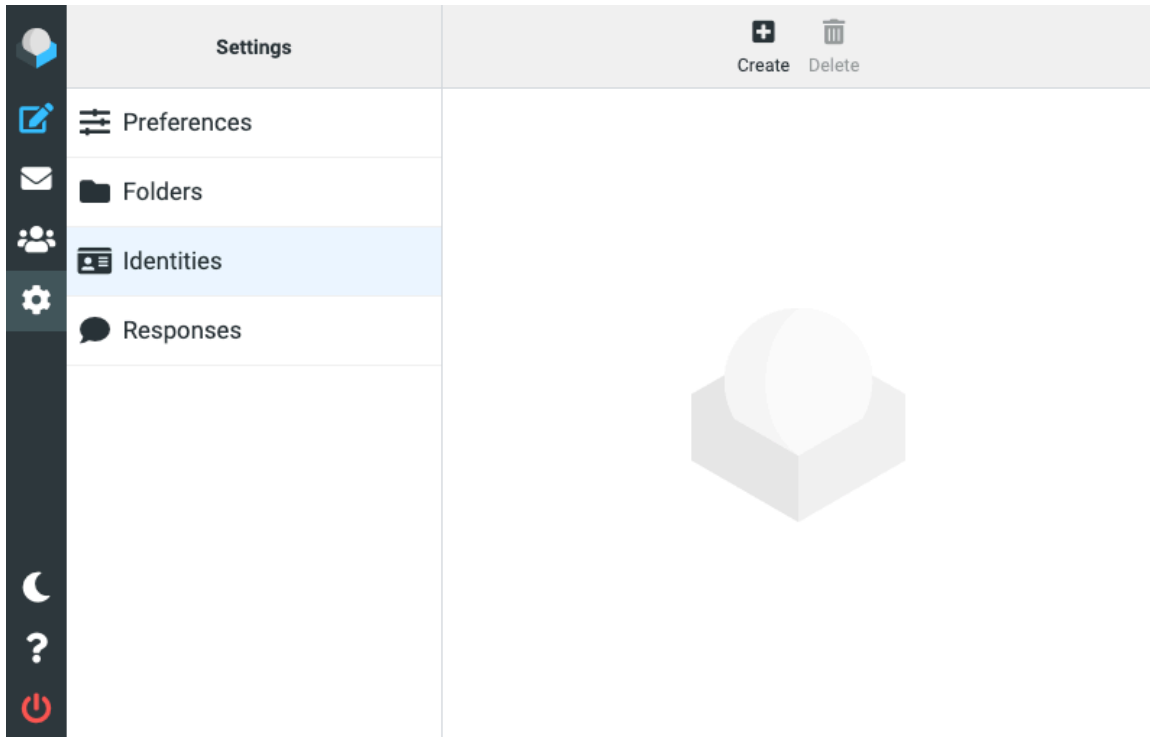 Settings
Create
Delete
Preferences
Folders
Identities
Responses